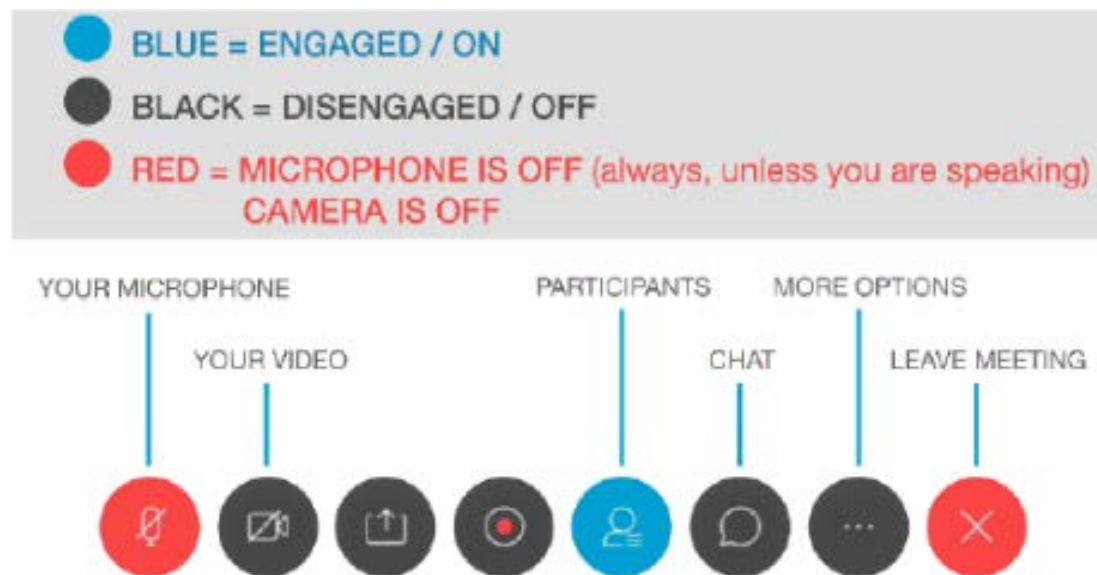 BLUE = ENGAGED / ON
BLACK = DISENGAGED / OFF
RED = MICROPHONE IS OFF (always, unless you are speaking)
CAMERA IS OFF
YOUR MICROPHONE
PARTICIPANTS
MORE OPTIONS
YOUR VIDEO
CHAT
LEAVE MEETING